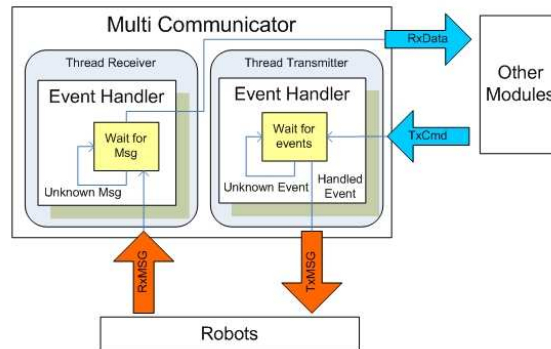 Multi Communicator
RxData
Thread Receiver
Thread Transmitter
Event Handler
Event Handler
Other
Modules
Wait for
Msg
Wait for
events
TxCmd
Unknown Msg
Unknown Event
Handled
Event
RxMSG
TxMSG
Robots